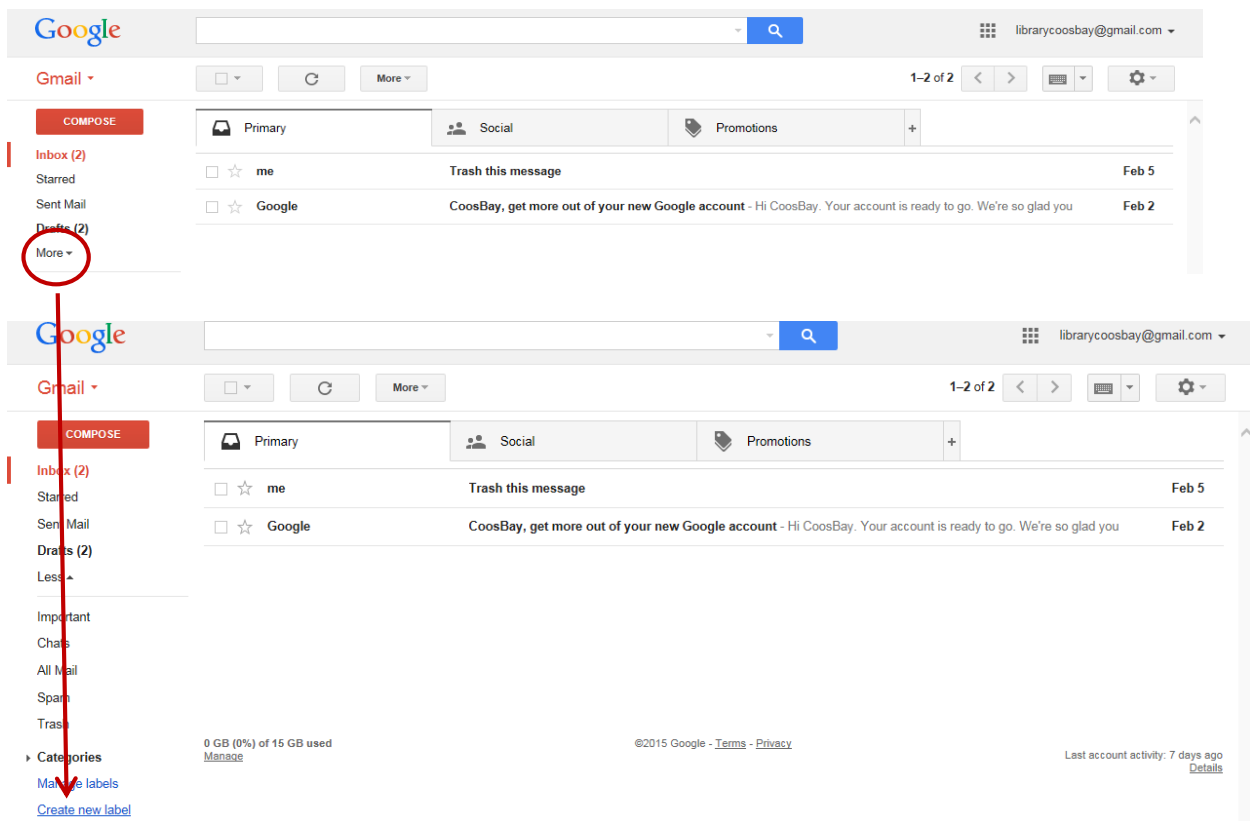 Google librarycoosbay@gmail.com
Gmail More 1–2 of 2
COMPOSE
Primary Social Promotions +
Inbox (2)
me Trash this message Feb 5
Starred
Sent Mail
Google CoosBay, get more out of your new Google account - Hi CoosBay. Your account is ready to go. We're so glad you Feb 2
Drafts (2)
More
Google librarycoosbay@gmail.com
Gmail More 1–2 of 2
COMPOSE
Primary Social Promotions +
Inbox (2)
me Trash this message Feb 5
Starred
Sent Mail
Google CoosBay, get more out of your new Google account - Hi CoosBay. Your account is ready to go. We're so glad you Feb 2
Drafts (2)
Less
Important
Chats
All Mail
Spam
Trash
0 GB (0%) of 15 GB used ©2015 Google - Terms - Privacy
Manage
Categories
Last account activity: 7 days ago
Details
Manage labels
Create new label